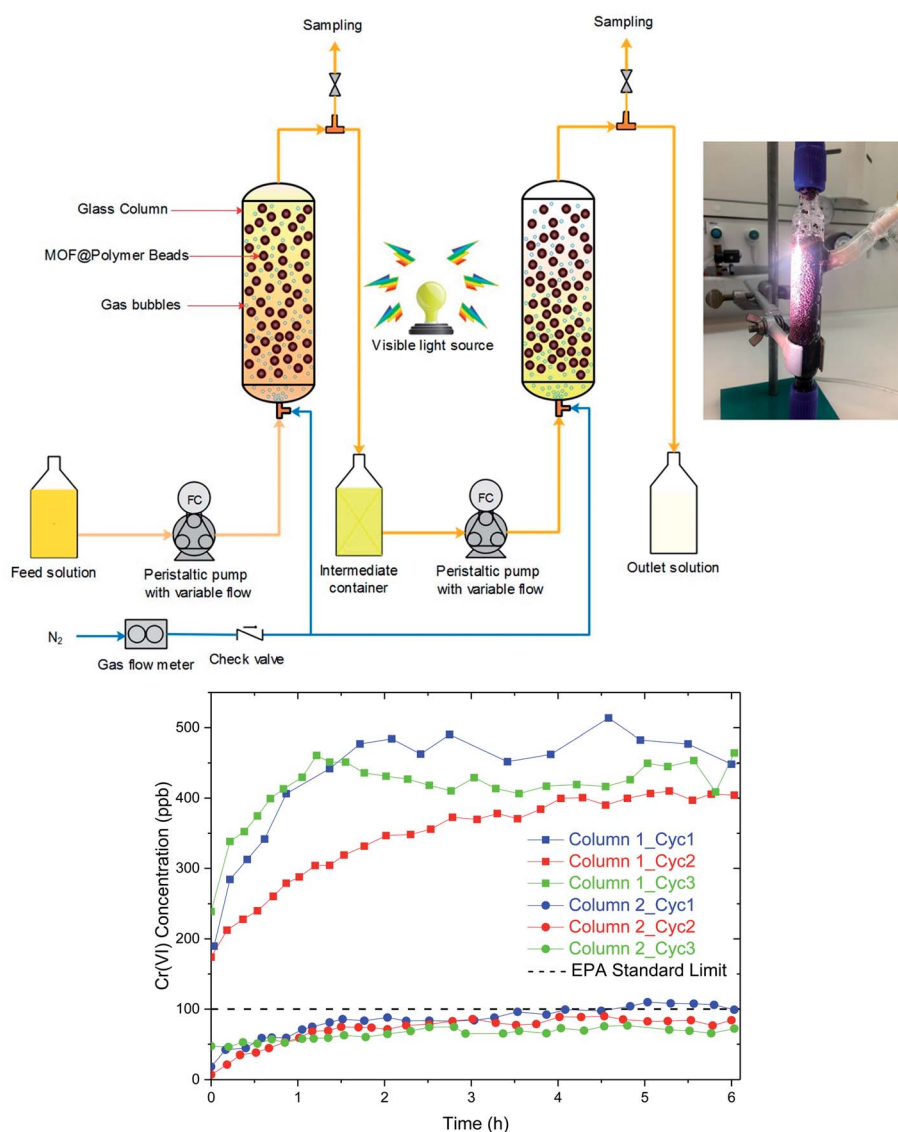 Sampling
Sampling
Glass Column
MOF@Polymer Beads
Gas bubbles
Visible light source
FC
FC
Feed solution
Peristaltic pump
with variable flow
Intermediate
container
Peristaltic pump
with variable flow
Outlet solution
N₂
Gas flow meter
Check valve
Cr(VI) Concentration (ppb)
500
400
300
200
100
0
Column 1_Cyc1
Column 1_Cyc2
Column 1_Cyc3
Column 2_Cyc1
Column 2_Cyc2
Column 2_Cyc3
EPA Standard Limit
0 1 2 3 4 5 6
Time (h)